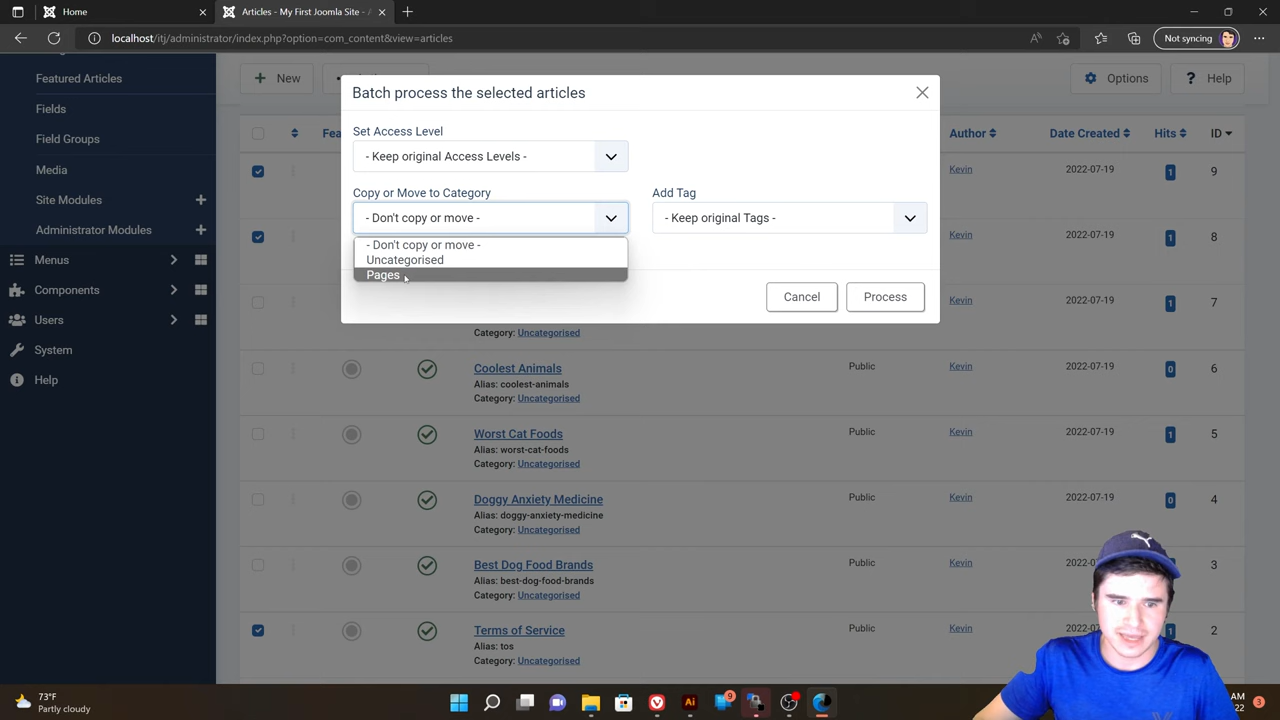 Home
Articles - My First Joomla Site - A
localhost/itj/administrator/index.php?option=com_content&view=articles
Not syncing
Featured Articles
Fields
Field Groups
Media
Site Modules
Administrator Modules
Menus
Components
Users
System
Help
New
Options
Help
Author
Date Created
Hits
ID
Batch process the selected articles
Set Access Level
- Keep original Access Levels -
Copy or Move to Category
- Don't copy or move -
- Don't copy or move -
Uncategorised
Pages
Add Tag
- Keep original Tags -
Cancel
Process
Kevin
2022-07-19
1
9
Kevin
2022-07-19
1
8
Kevin
2022-07-19
1
7
Category: Uncategorised
Coolest Animals
Alias: coolest-animals
Category: Uncategorised
Public
Kevin
2022-07-19
0
6
Worst Cat Foods
Alias: worst-cat-foods
Category: Uncategorised
Public
Kevin
2022-07-19
1
5
Doggy Anxiety Medicine
Alias: doggy-anxiety-medicine
Category: Uncategorised
Public
Kevin
2022-07-19
0
4
Best Dog Food Brands
Alias: best-dog-food-brands
Category: Uncategorised
Public
Kevin
2022-07-19
3
Terms of Service
Alias: tos
Category: Uncategorised
Public
Kevin
1
2
73°F
Partly cloudy
9
AM
22
3